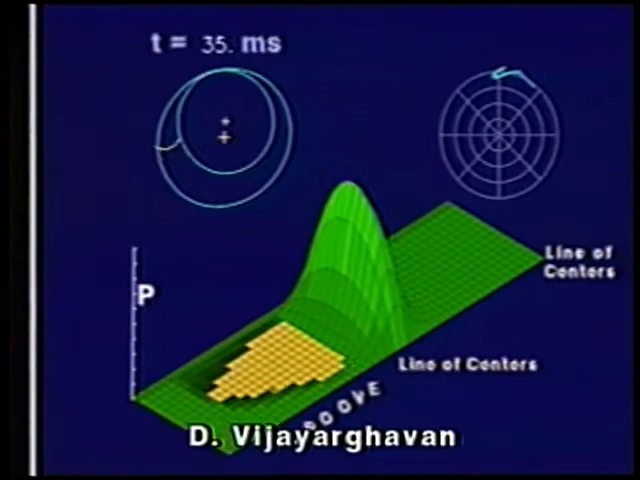 t = 35. ms
P
Line of
Centers
Line of Centers
D. Vijayarghavan